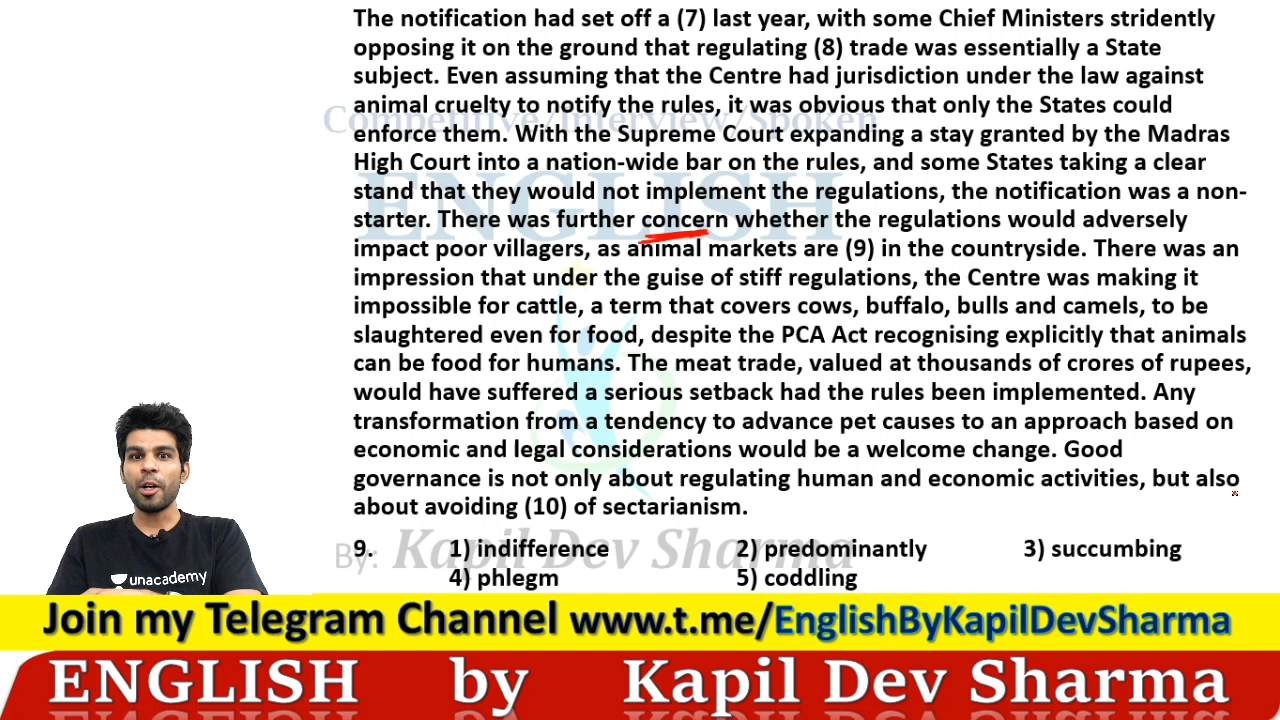 The notification had set off a (7) last year, with some Chief Ministers stridently
opposing it on the ground that regulating (8) trade was essentially a State
subject. Even assuming that the Centre had jurisdiction under the law against
animal cruelty to notify the rules, it was obvious that only the States could
Competitive/Interview/Spoken
enforce them. With the Supreme Court expanding a stay granted by the Madras
High Court into a nation-wide bar on the rules, and some States taking a clear
stand that they would not implement the regulations, the notification was a non-
ENGLISH
starter. There was further concern whether the regulations would adversely
impact poor villagers, as animal markets are (9) in the countryside. There was an
impression that under the guise of stiff regulations, the Centre was making it
impossible for cattle, a term that covers cows, buffalo, bulls and camels, to be
slaughtered even for food, despite the PCA Act recognising explicitly that animals
can be food for humans. The meat trade, valued at thousands of crores of rupees,
would have suffered a serious setback had the rules been implemented. Any
transformation from a tendency to advance pet causes to an approach based on
economic and legal considerations would be a welcome change. Good
governance is not only about regulating human and economic activities, but also
about avoiding (10) of sectarianism.
By: Kapil Dev Sharma
9. 1) indifference 2) predominantly 3) succumbing
4) phlegm 5) coddling
unacademy
Join my Telegram Channel www.t.me/EnglishByKapilDevSharma
ENGLISH by Kapil Dev Sharma